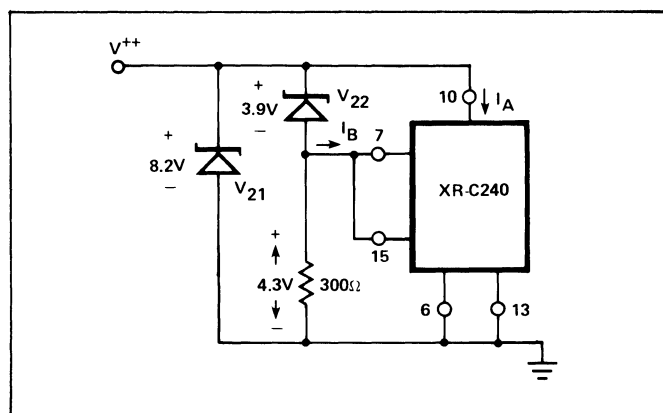 V++
+
3.9V
−
V22
10
IA
+
8.2V
−
V21
IB
7
XR-C240
15
+
4.3V
−
300Ω
6
13